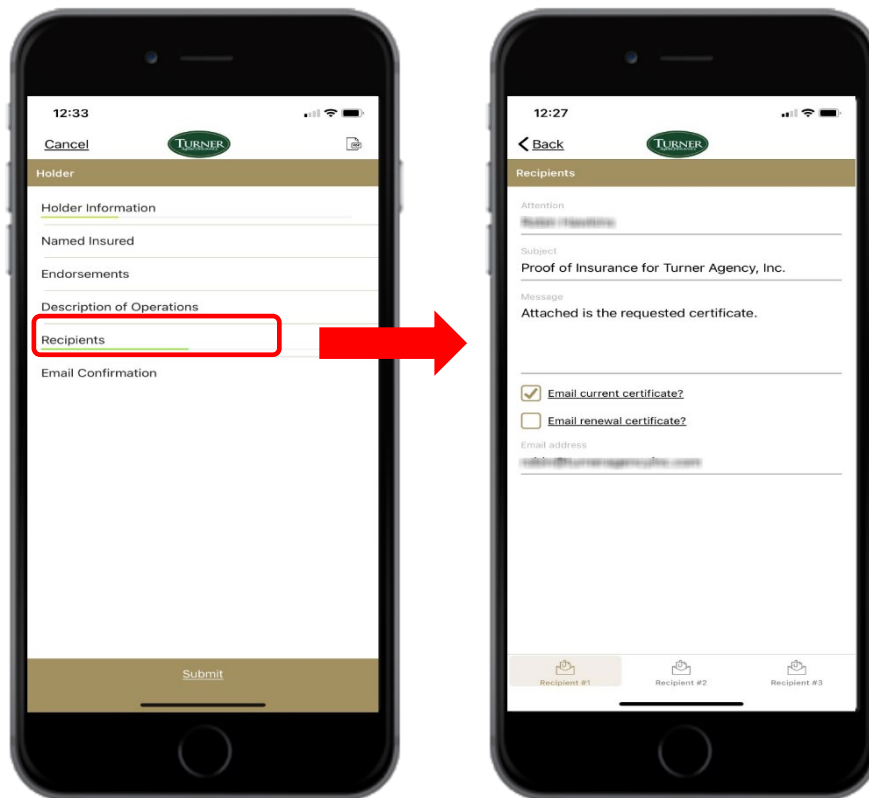 12:33
Cancel
TURNER
Holder
Holder Information
Named Insured
Endorsements
Description of Operations
Recipients
Email Confirmation
Submit
12:27
Back
TURNER
Recipients
Attention
Subject
Proof of Insurance for Turner Agency, Inc.
Message
Attached is the requested certificate.
Email current certificate?
Email renewal certificate?
Email address
Recipient #1
Recipient #2
Recipient #3